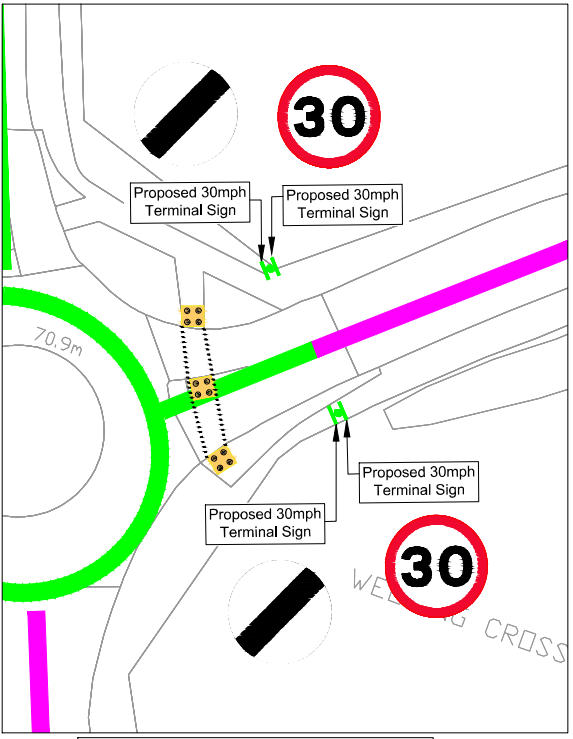 30
Proposed 30mph
Terminal Sign
Proposed 30mph
Terminal Sign
70.9m
Proposed 30mph
Terminal Sign
Proposed 30mph
Terminal Sign
30
CROSS